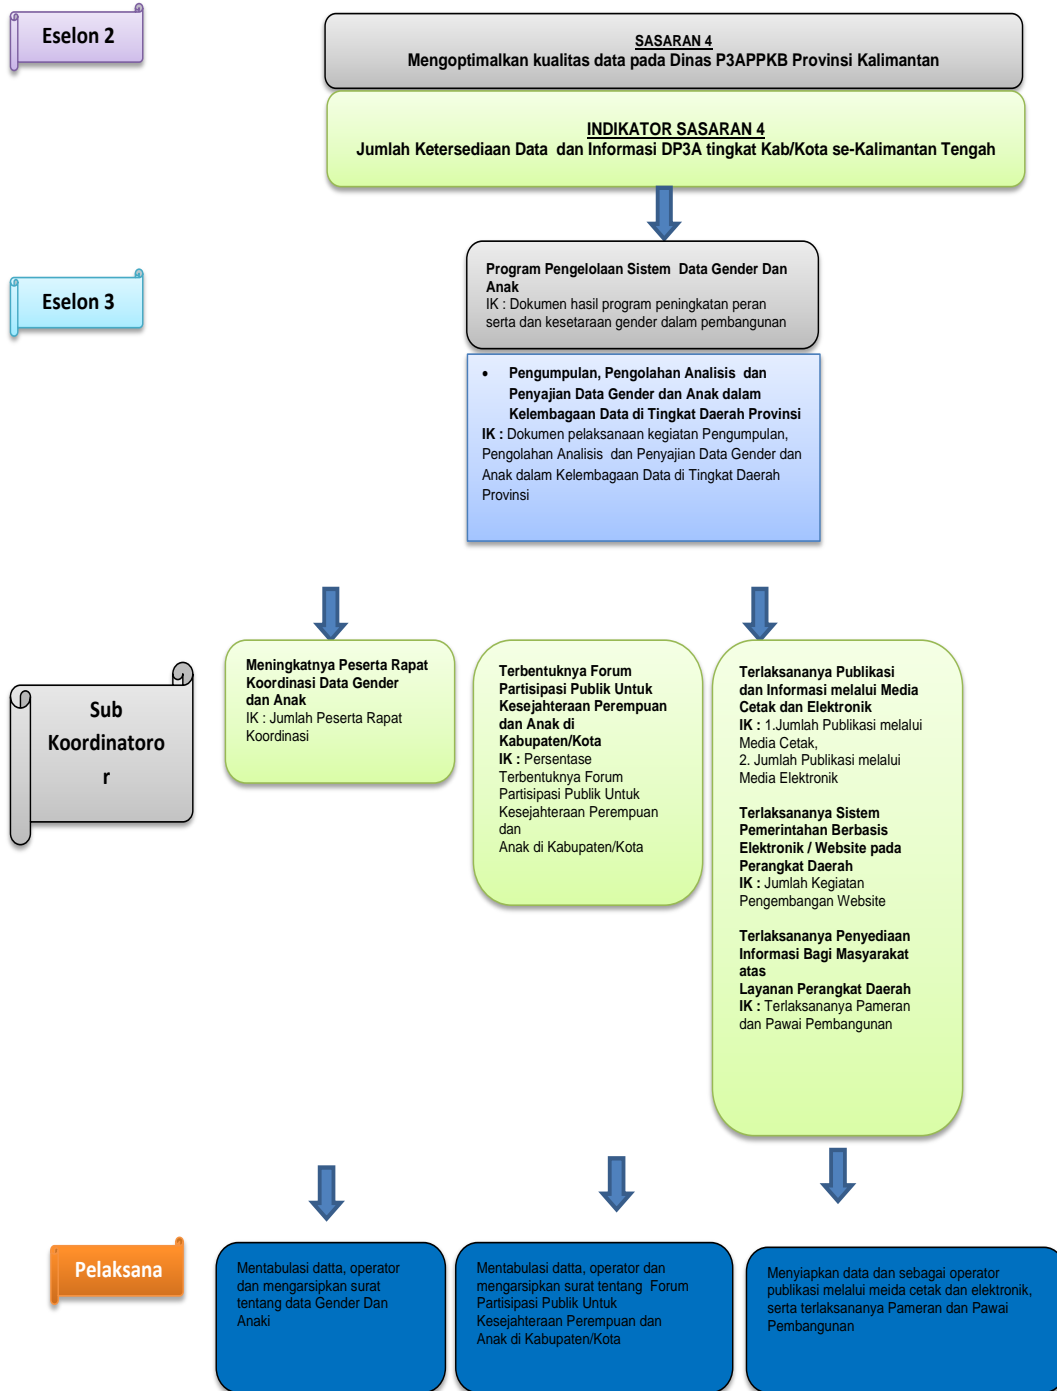 Eselon 2
SASARAN 4
Mengoptimalkan kualitas data pada Dinas P3APPKB Provinsi Kalimantan
INDIKATOR SASARAN 4
Jumlah Ketersediaan Data dan Informasi DP3A tingkat Kab/Kota se-Kalimantan Tengah
Eselon 3
Program Pengelolaan Sistem Data Gender Dan
Anak
IK : Dokumen hasil program peningkatan peran
serta dan kesetaraan gender dalam pembangunan
• Pengumpulan, Pengolahan Analisis dan
Penyajian Data Gender dan Anak dalam
Kelembagaan Data di Tingkat Daerah Provinsi
IK : Dokumen pelaksanaan kegiatan Pengumpulan,
Pengolahan Analisis dan Penyajian Data Gender dan
Anak dalam Kelembagaan Data di Tingkat Daerah
Provinsi
Sub
Koordinatoro
r
Meningkatnya Peserta Rapat
Koordinasi Data Gender
dan Anak
IK : Jumlah Peserta Rapat
Koordinasi
Terbentuknya Forum
Partisipasi Publik Untuk
Kesejahteraan Perempuan
dan Anak di
Kabupaten/Kota
IK : Persentase
Terbentuknya Forum
Partisipasi Publik Untuk
Kesejahteraan Perempuan
dan
Anak di Kabupaten/Kota
Terlaksananya Publikasi
dan Informasi melalui Media
Cetak dan Elektronik
IK : 1.Jumlah Publikasi melalui
Media Cetak,
2. Jumlah Publikasi melalui
Media Elektronik
Terlaksananya Sistem
Pemerintahan Berbasis
Elektronik / Website pada
Perangkat Daerah
IK : Jumlah Kegiatan
Pengembangan Website
Terlaksananya Penyediaan
Informasi Bagi Masyarakat
atas
Layanan Perangkat Daerah
IK : Terlaksananya Pameran
dan Pawai Pembangunan
Pelaksana
Mentabulasi datta, operator
dan mengarsipkan surat
tentang data Gender Dan
Anaki
Mentabulasi datta, operator dan
mengarsipkan surat tentang Forum
Partisipasi Publik Untuk
Kesejahteraan Perempuan dan
Anak di Kabupaten/Kota
Menyiapkan data dan sebagai operator
publikasi melalui meida cetak dan elektronik,
serta terlaksananya Pameran dan Pawai
Pembangunan